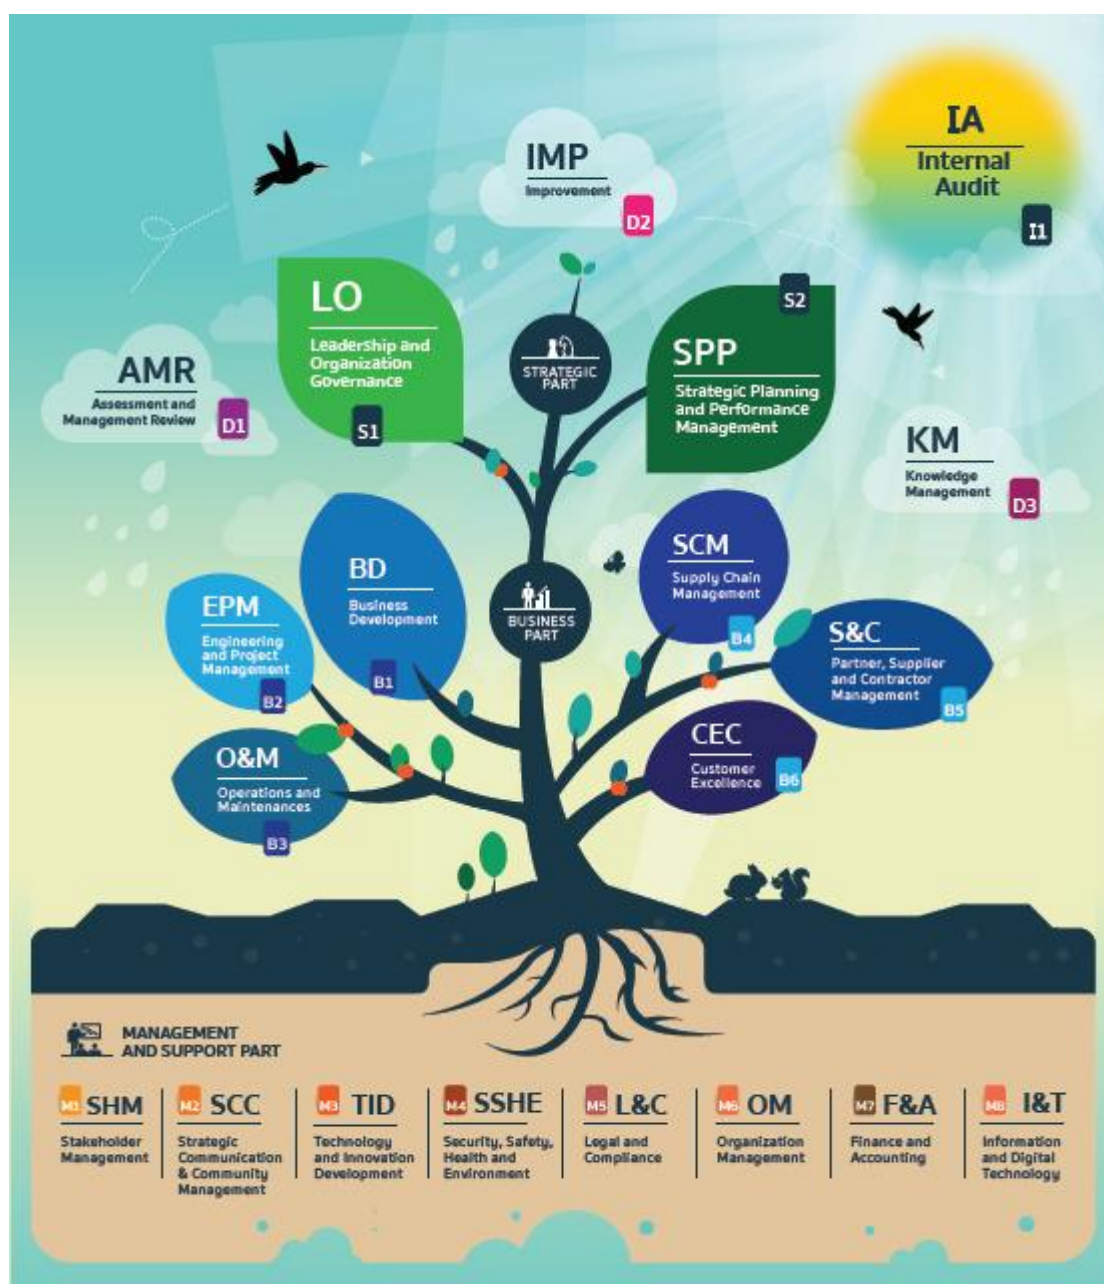 IA
Internal
Audit
I1
IMP
Improvement
D2
LO
Leadership and
Organization
Governance
S1
STRATEGIC
PART
S2
SPP
Strategic Planning
and Performance
Management
AMR
Assessment and
Management Review
D1
KM
Knowledge
Management
D3
BD
Business
Development
B1
BUSINESS
PART
SCM
Supply Chain
Management
B4
EPM
Engineering
and Project
Management
B2
S&C
Partner, Supplier
and Contractor
Management
B5
O&M
Operations and
Maintenances
B3
CEC
Customer
Excellence
B6
MANAGEMENT
AND SUPPORT PART
M1 SHM
Stakeholder
Management
M2 SCC
Strategic
Communication
& Community
Management
M3 TID
Technology
and Innovation
Development
M4 SSHE
Security, Safety,
Health and
Environment
M5 L&C
Legal and
Compliance
M6 OM
Organization
Management
M7 F&A
Finance and
Accounting
M8 I&T
Information
and Digital
Technology